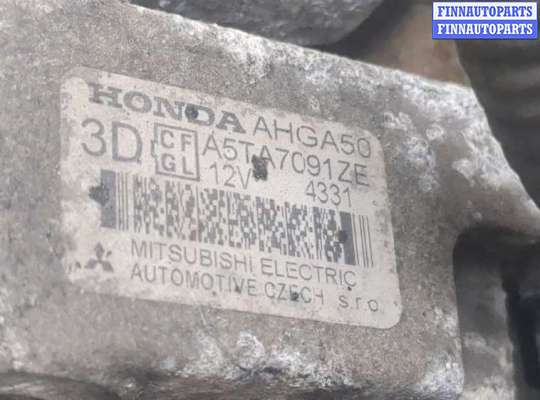 FINNAUTOPARTS
FINNAUTOPARTS
HONDA AHGA50
3D CF GL A5TA7091ZE
12V 4331
MITSUBISHI ELECTRIC
AUTOMOTIVE CZECH s.r.o.